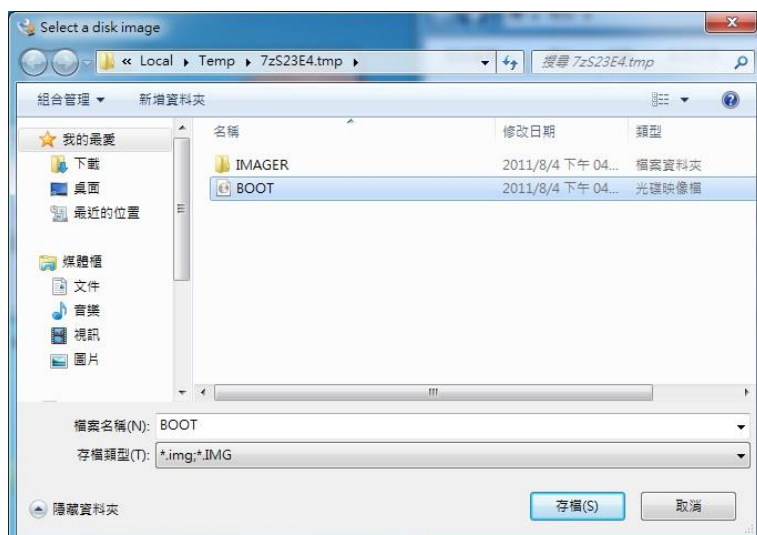 Select a disk image
« Local ▸ Temp ▸ 7zS23E4.tmp ▸
搜尋 7zS23E4.tmp
組合管理 ▼ 新增資料夾
我的最愛
下載
桌面
最近的位置
媒體櫃
文件
音樂
視訊
圖片
名稱 修改日期 類型
IMAGER 2011/8/4 下午 04... 檔案資料夾
BOOT 2011/8/4 下午 04... 光碟映像檔
檔案名稱(N): BOOT
存檔類型(T): *.img;*.IMG
隱藏資料夾 存檔(S) 取消